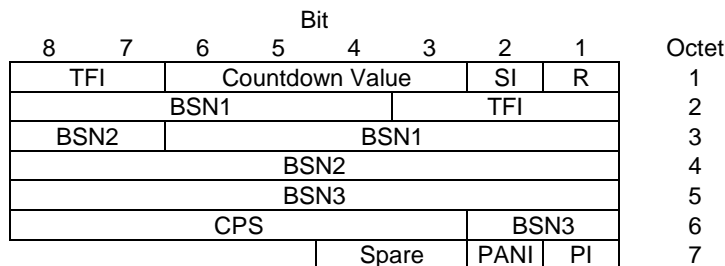 Bit
8 7 6 5 4 3 2 1 Octet
TFI Countdown Value SI R 1
BSN1 TFI 2
BSN2 BSN1 3
BSN2 4
BSN3 5
CPS BSN3 6
Spare PANI PI 7